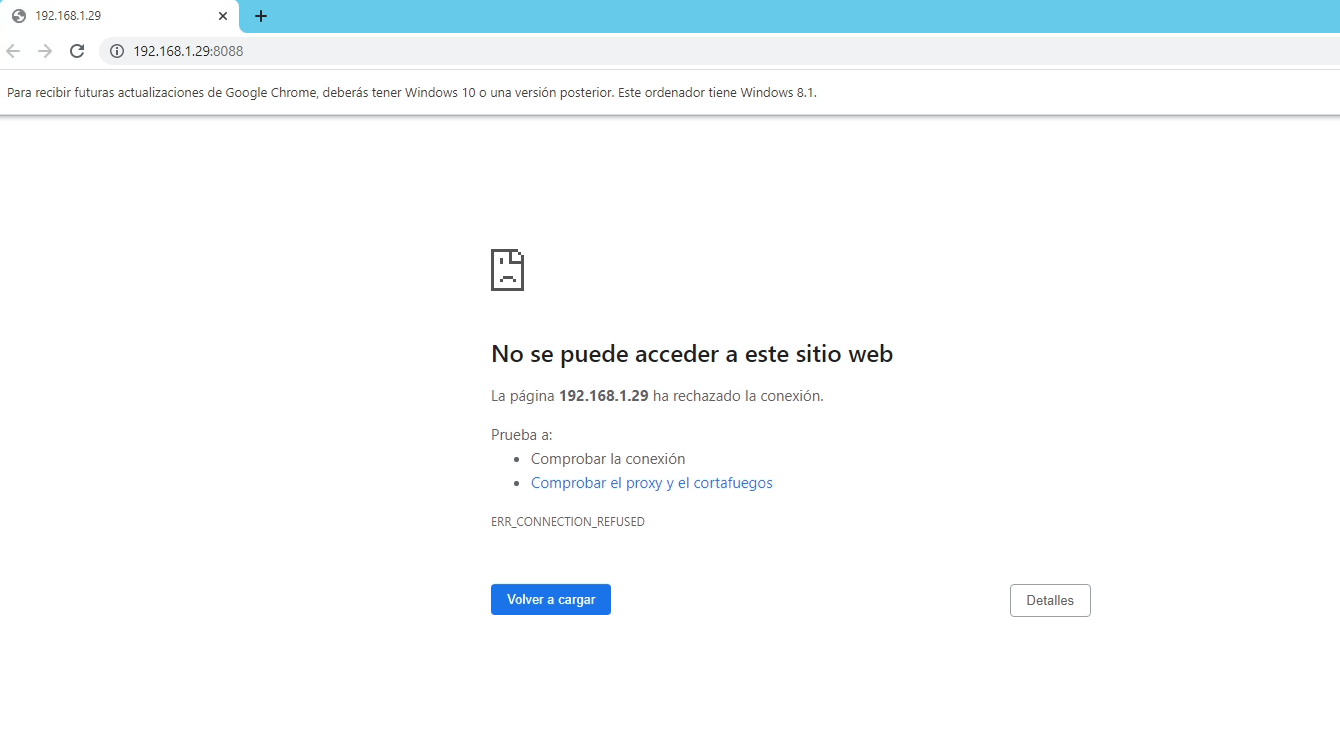 192.168.1.29
192.168.1.29:8088
Para recibir futuras actualizaciones de Google Chrome, deberás tener Windows 10 o una versión posterior. Este ordenador tiene Windows 8.1.
No se puede acceder a este sitio web
La página 192.168.1.29 ha rechazado la conexión.
Prueba a:
Comprobar la conexión
Comprobar el proxy y el cortafuegos
ERR_CONNECTION_REFUSED
Volver a cargar
Detalles